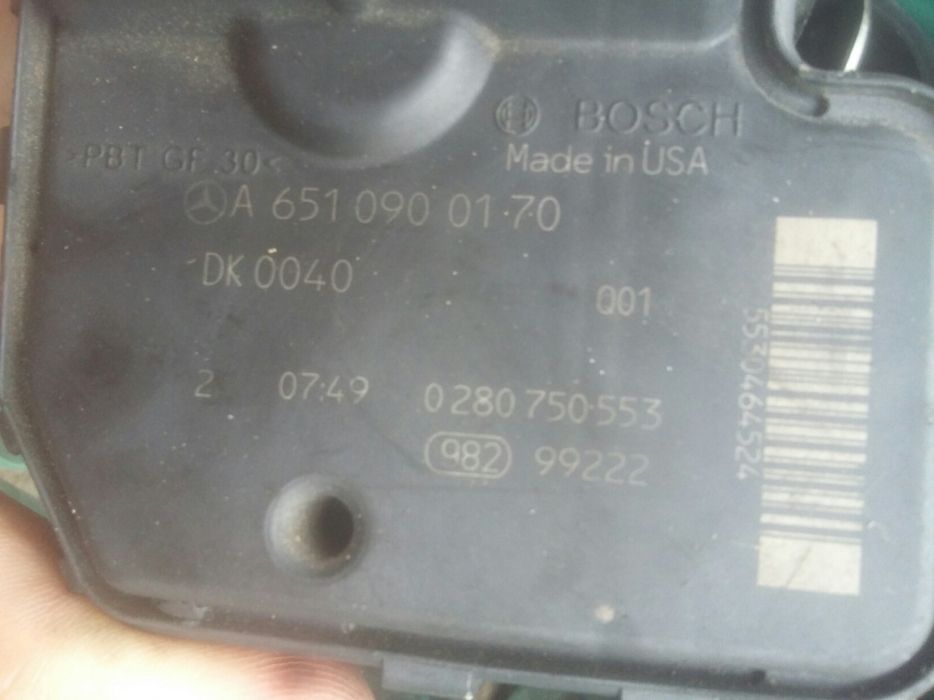 BOSCH
Made in USA
>PBT GF 30<
A 651 090 01 70
DK 0040
Q01
2 07:49 0 280 750 553
982 99222
5530464524